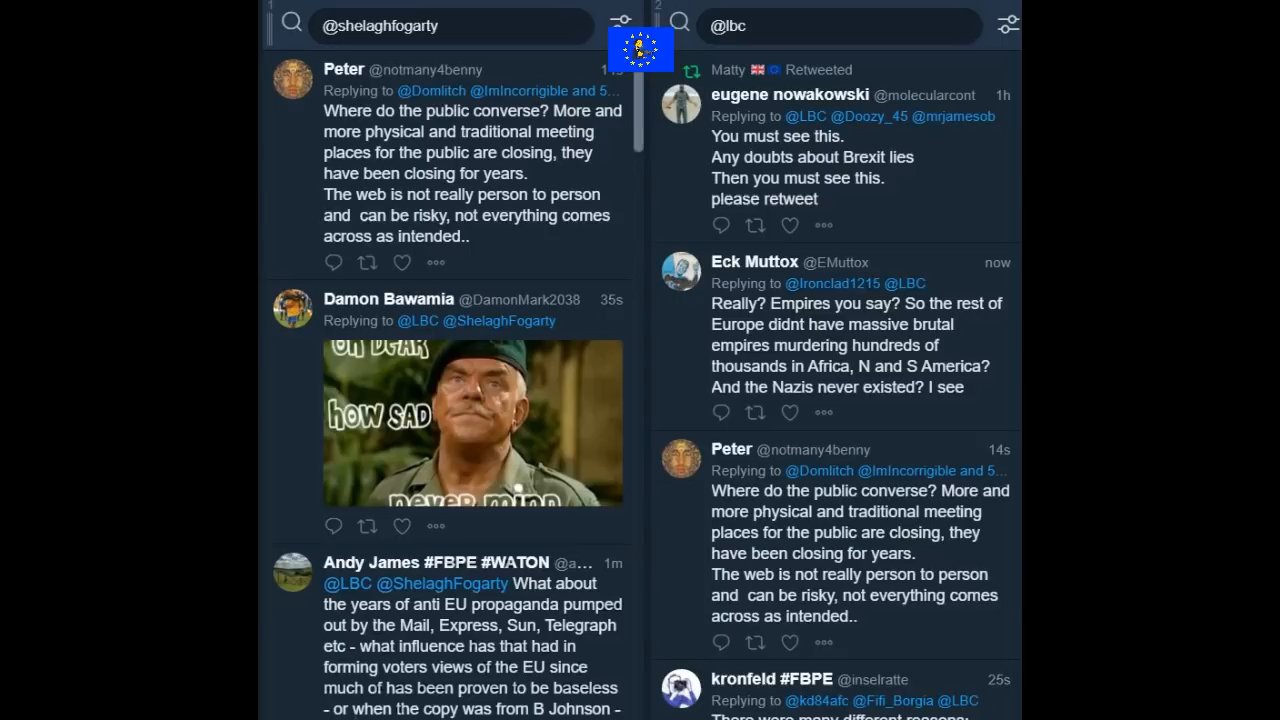 1
@shelaghfogarty
Peter @notmany4benny
Replying to @Domlitch @ImIncorrigible and 5...
Where do the public converse? More and
more physical and traditional meeting
places for the public are closing, they
have been closing for years.
The web is not really person to person
and can be risky, not everything comes
across as intended..
Damon Bawamia @DamonMark2038 35s
Replying to @LBC @ShelaghFogarty
OH DEAR
how SAD
never mind
Andy James #FBPE #WATON @a... 1m
@LBC @ShelaghFogarty What about
the years of anti EU propaganda pumped
out by the Mail, Express, Sun, Telegraph
etc - what influence has that had in
forming voters views of the EU since
much of has been proven to be baseless
- or when the copy was from B Johnson -
2
@lbc
Matty Retweeted
eugene nowakowski @molecularcont 1h
Replying to @LBC @Doozy_45 @mrjamesob
You must see this.
Any doubts about Brexit lies
Then you must see this.
please retweet
Eck Muttox @EMuttox now
Replying to @Ironclad1215 @LBC
Really? Empires you say? So the rest of
Europe didnt have massive brutal
empires murdering hundreds of
thousands in Africa, N and S America?
And the Nazis never existed? I see
Peter @notmany4benny 14s
Replying to @Domlitch @ImIncorrigible and 5...
Where do the public converse? More and
more physical and traditional meeting
places for the public are closing, they
have been closing for years.
The web is not really person to person
and can be risky, not everything comes
across as intended..
kronfeld #FBPE @inselratte 25s
Replying to @kd84afc @Fifi_Borgia @LBC
There were many different reasons: